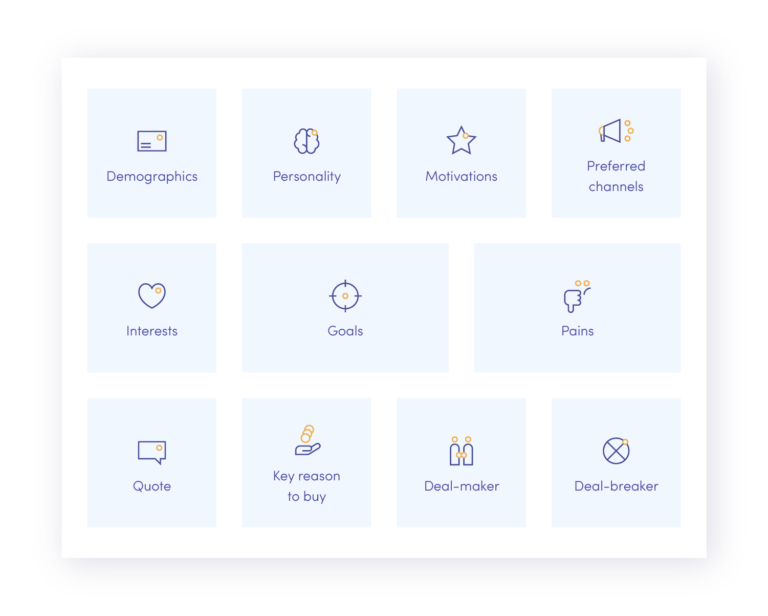 Demographics
Personality
Motivations
Preferred
channels
Interests
Goals
Pains
Quote
Key reason
to buy
Deal-maker
Deal-breaker